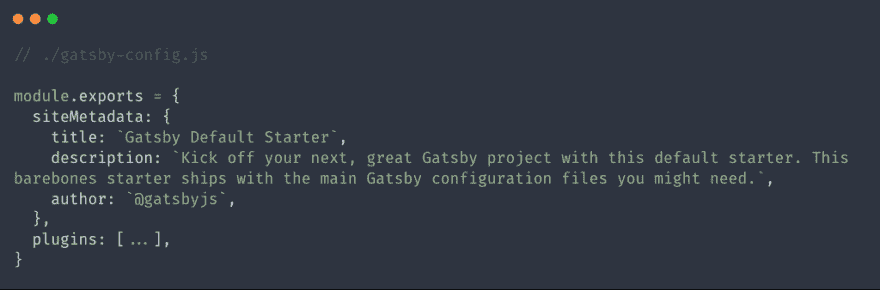 // ./gatsby-config.js
module.exports = {
  siteMetadata: {
    title: `Gatsby Default Starter`,
    description: `Kick off your next, great Gatsby project with this default starter. This
barebones starter ships with the main Gatsby configuration files you might need.`,
    author: `@gatsbyjs`,
  },
  plugins: [...],
}